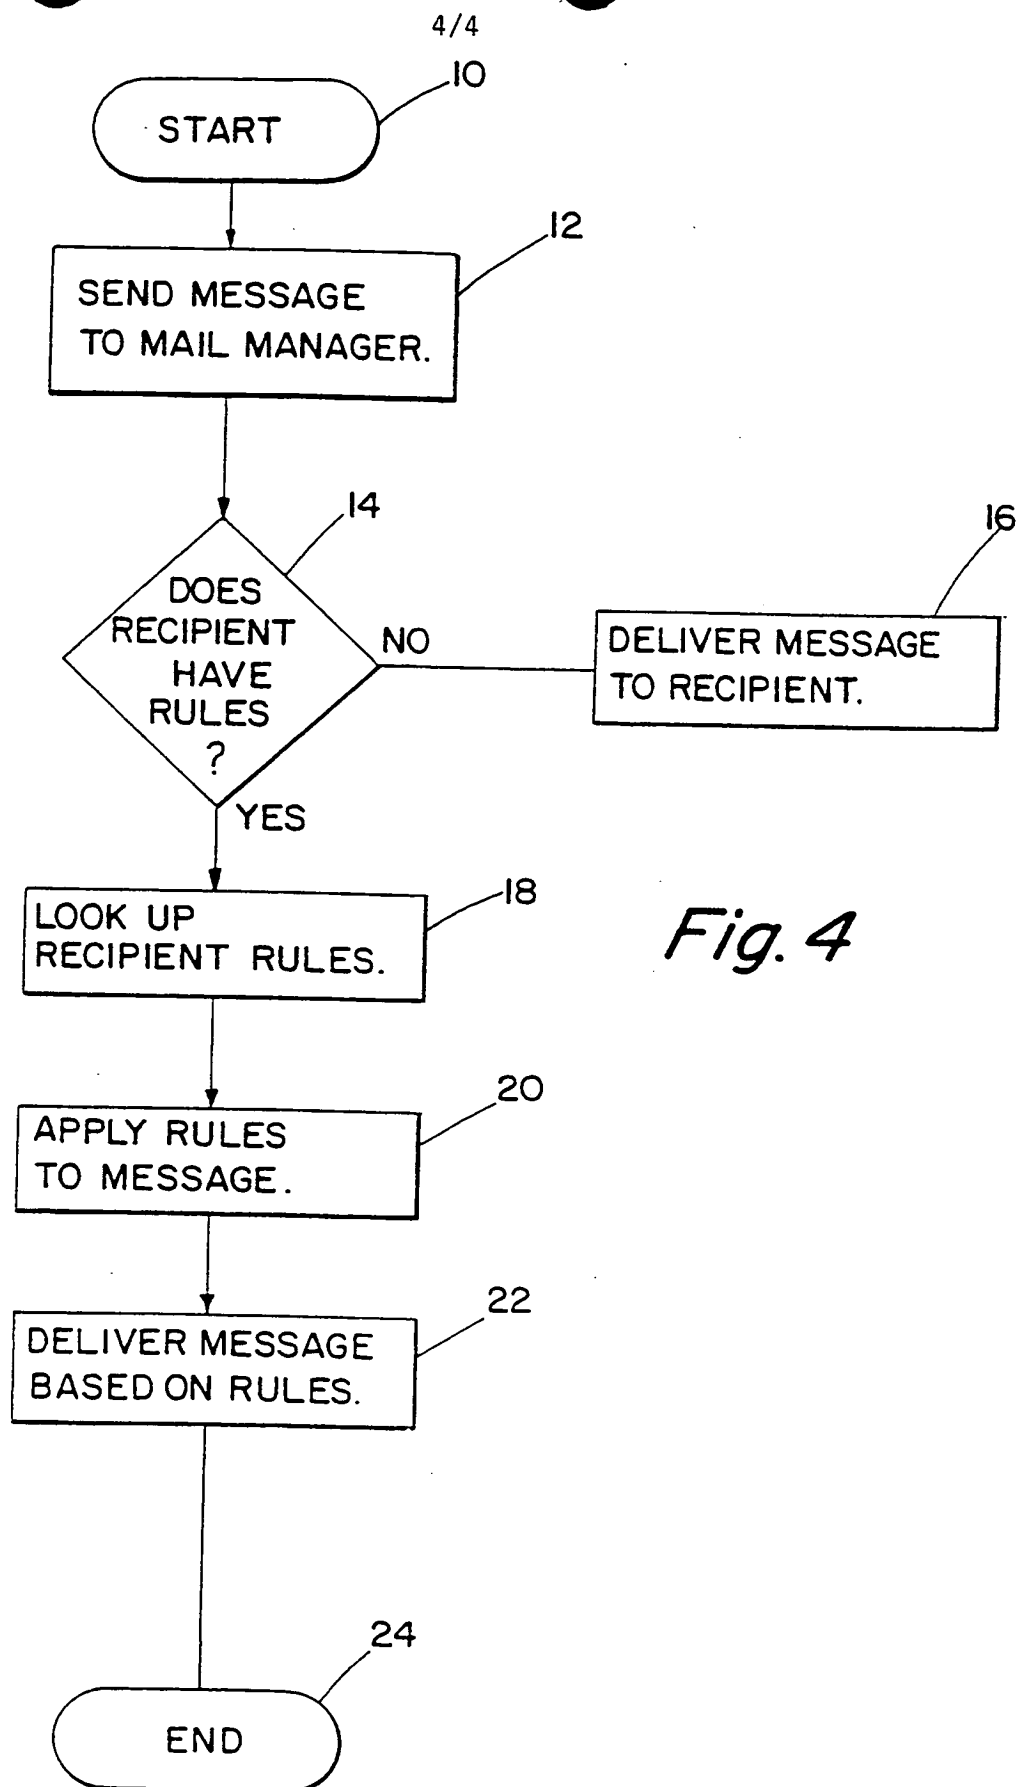 4/4
10
START
12
SEND MESSAGE
TO MAIL MANAGER.
14
DOES
RECIPIENT
HAVE
RULES
?
NO
16
DELIVER MESSAGE
TO RECIPIENT.
YES
18
LOOK UP
RECIPIENT RULES.
Fig. 4
20
APPLY RULES
TO MESSAGE.
22
DELIVER MESSAGE
BASED ON RULES.
24
END